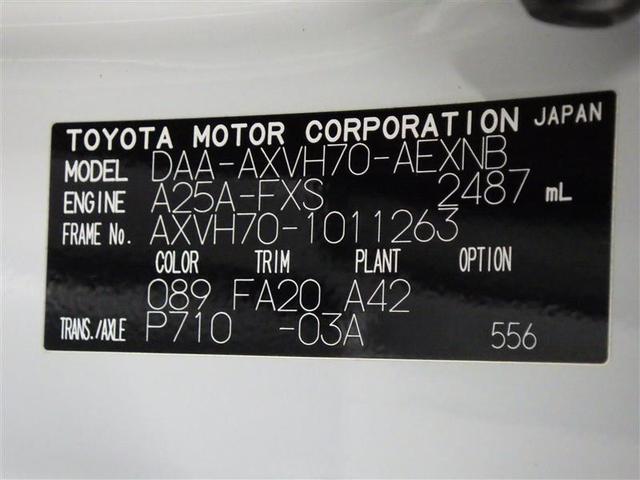 TOYOTA MOTOR CORPORATION JAPAN
MODEL DAA-AXVH70-AEXNB
ENGINE A25A-FXS 2487 mL
FRAME No. AXVH70-1011263
COLOR TRIM PLANT OPTION
089 FA20 A42
TRANS./AXLE P710 -03A 556